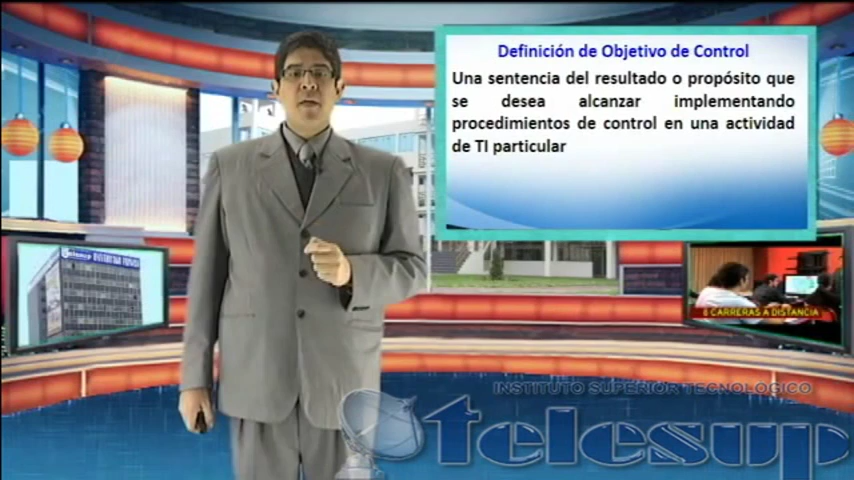 Definición de Objetivo de Control
Una sentencia del resultado o propósito que
se desea alcanzar implementando
procedimientos de control en una actividad
de TI particular
telesup
6 CARRERAS A DISTANCIA
INSTITUTO SUPERIOR TECNOLOGICO
telesup